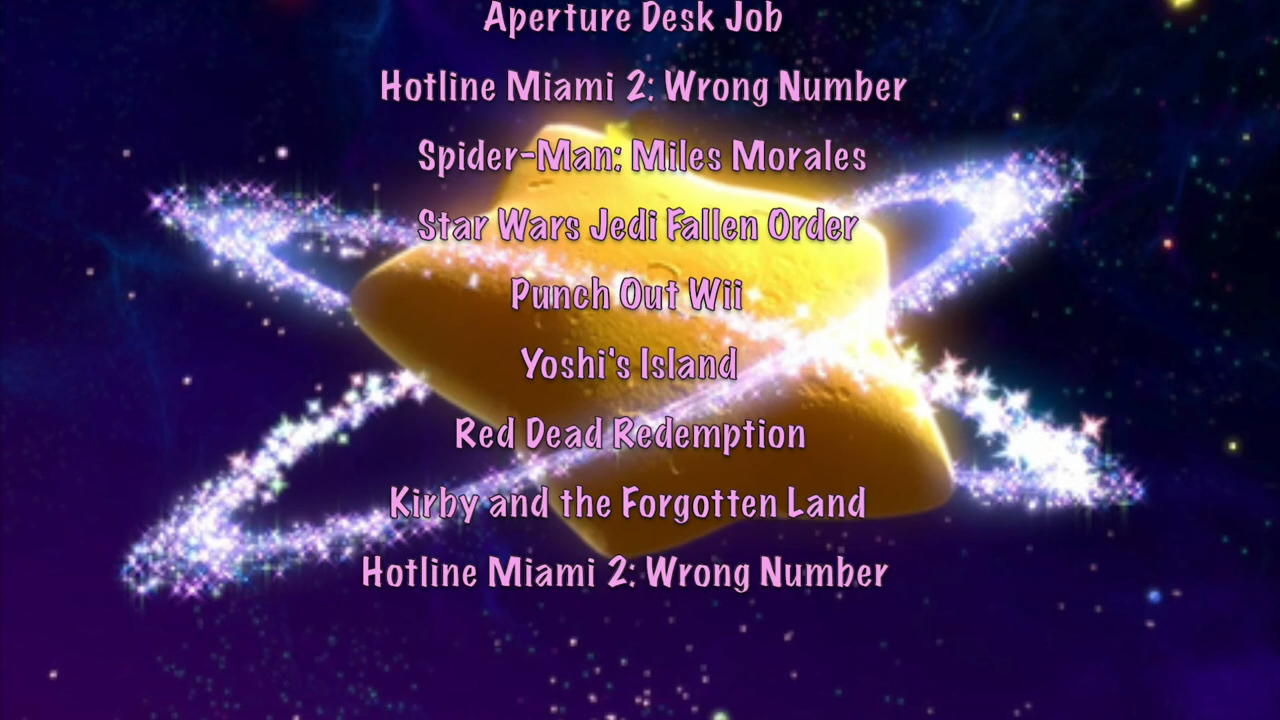 Aperture Desk Job
Hotline Miami 2: Wrong Number
Spider-Man: Miles Morales
Star Wars Jedi Fallen Order
Punch Out Wii
Yoshi's Island
Red Dead Redemption
Kirby and the Forgotten Land
Hotline Miami 2: Wrong Number